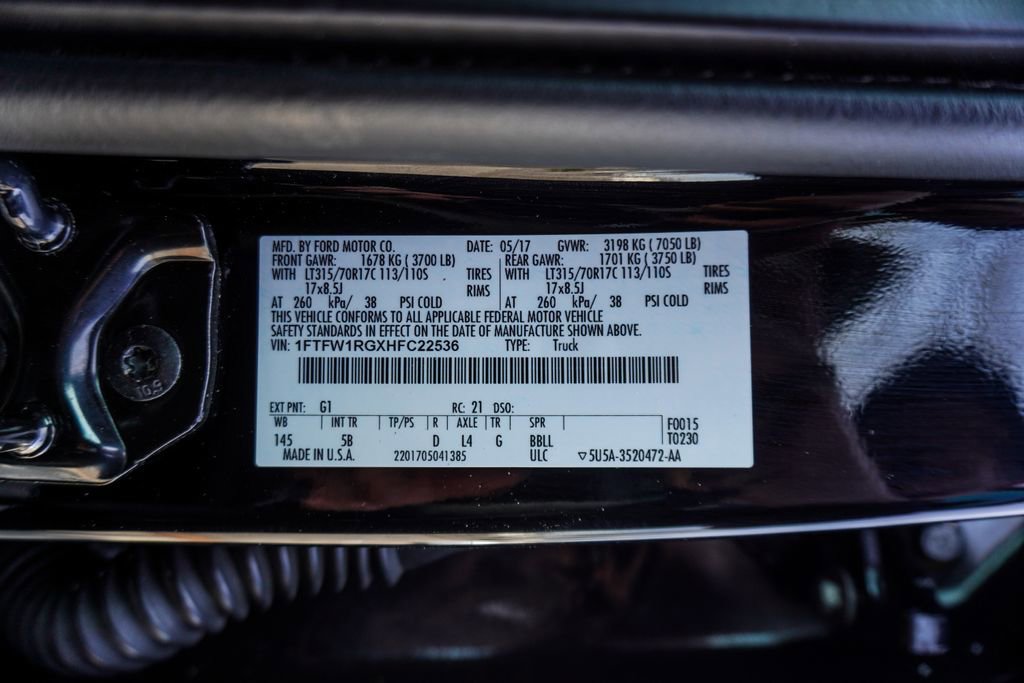 MFD. BY FORD MOTOR CO. DATE: 05/17 GVWR: 3198 KG ( 7050 LB)
FRONT GAWR: 1678 KG ( 3700 LB) REAR GAWR: 1701 KG ( 3750 LB)
WITH LT315/70R17C 113/110S TIRES WITH LT315/70R17C 113/110S TIRES
17x8.5J RIMS 17x8.5J RIMS
AT 260 kPa/ 38 PSI COLD AT 260 kPa/ 38 PSI COLD
THIS VEHICLE CONFORMS TO ALL APPLICABLE FEDERAL MOTOR VEHICLE
SAFETY STANDARDS IN EFFECT ON THE DATE OF MANUFACTURE SHOWN ABOVE.
VIN: 1FTFW1RGXHFC22536 TYPE: Truck
EXT PNT: G1 RC: 21 DSO:
WB INT TR TP/PS R AXLE TR SPR F0015
145 5B D L4 G BBLL T0230
MADE IN U.S.A. 2201705041385 ULC ▽5U5A-3520472-AA
10.9